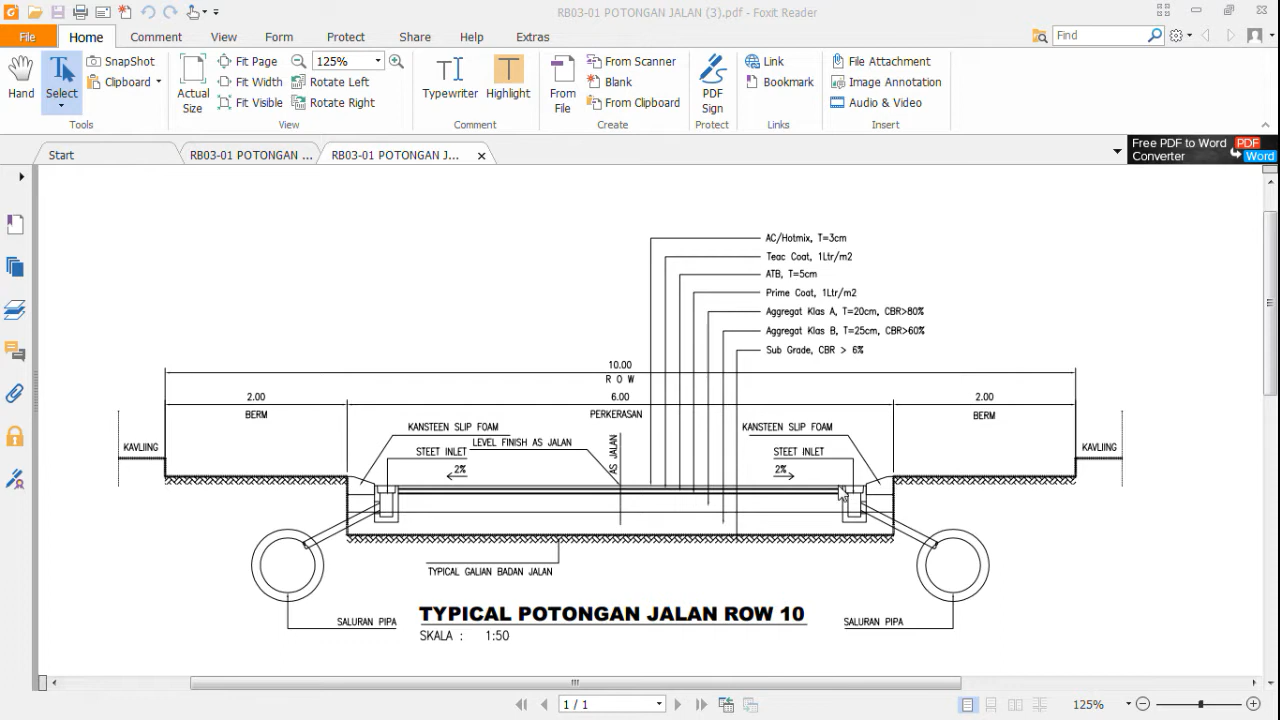 RB03-01 POTONGAN JALAN (3).pdf - Foxit Reader
File Home Comment View Form Protect Share Help Extras
Find
Hand
Select
SnapShot
Clipboard
Tools
Actual Size
Fit Page
Fit Width
Fit Visible
125%
Rotate Left
Rotate Right
View
Typewriter
Highlight
Comment
From File
From Scanner
Blank
From Clipboard
Create
PDF Sign
Protect
Link
Bookmark
Links
File Attachment
Image Annotation
Audio & Video
Insert
Start
RB03-01 POTONGAN ...
RB03-01 POTONGAN J...
Free PDF to Word Converter
PDF
Word
AC/Hotmix, T=3cm
Teac Coat, 1Ltr/m2
ATB, T=5cm
Prime Coat, 1Ltr/m2
Aggregat Klas A, T=20cm, CBR>80%
Aggregat Klas B, T=25cm, CBR>60%
Sub Grade, CBR > 6%
10.00
R O W
2.00
6.00
2.00
BERM
PERKERASAN
BERM
KANSTEEN SLIP FOAM
KANSTEEN SLIP FOAM
KAVLIING
LEVEL FINISH AS JALAN
AS JALAN
KAVLIING
STEET INLET
STEET INLET
2%
2%
TYPICAL GALIAN BADAN JALAN
SALURAN PIPA
TYPICAL POTONGAN JALAN ROW 10
SALURAN PIPA
SKALA : 1:50
1 / 1
125%